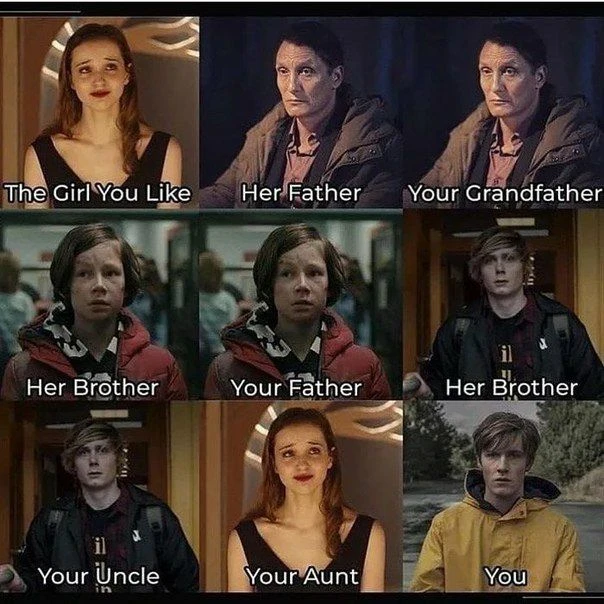 The Girl You Like
Her Father
Your Grandfather
Her Brother
Your Father
Her Brother
Your Uncle
Your Aunt
You